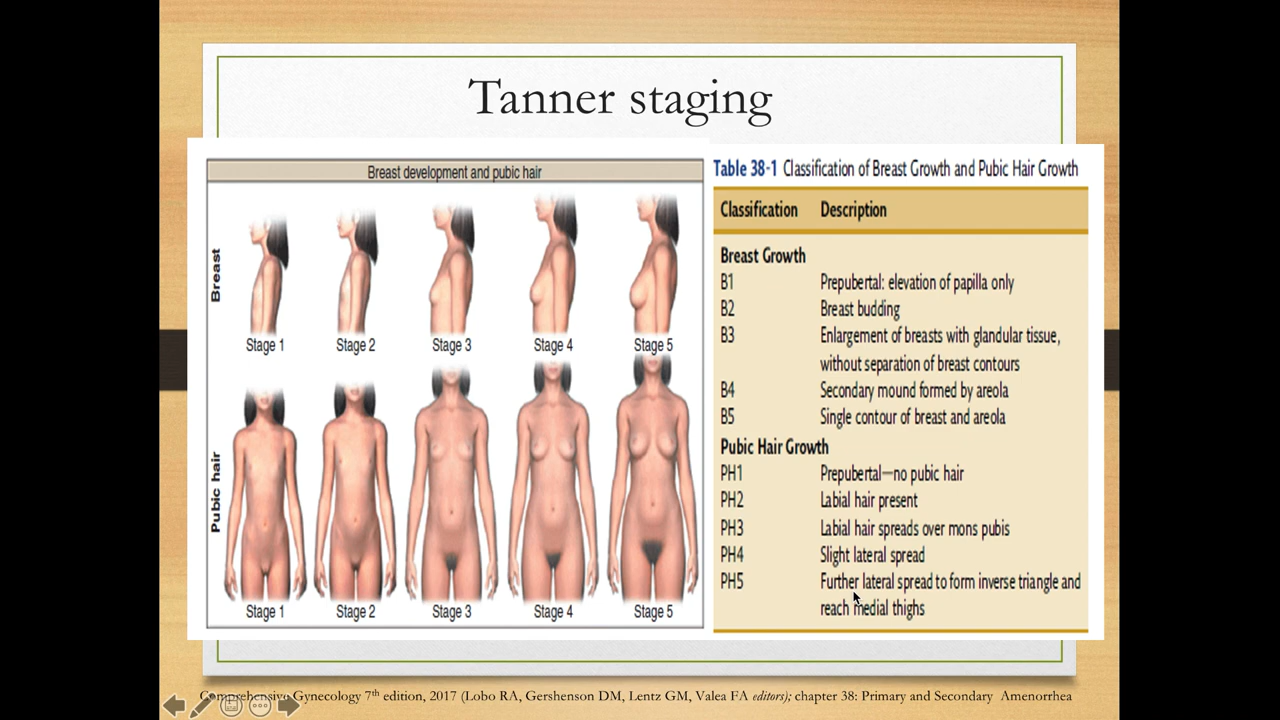 Tanner staging
Breast development and pubic hair
Breast
Stage 1
Stage 2
Stage 3
Stage 4
Stage 5
Pubic hair
Stage 1
Stage 2
Stage 3
Stage 4
Stage 5
Table 38-1 Classification of Breast Growth and Pubic Hair Growth
Classification Description
Breast Growth
B1 Prepubertal: elevation of papilla only
B2 Breast budding
B3 Enlargement of breasts with glandular tissue,
without separation of breast contours
B4 Secondary mound formed by areola
B5 Single contour of breast and areola
Pubic Hair Growth
PH1 Prepubertal—no pubic hair
PH2 Labial hair present
PH3 Labial hair spreads over mons pubis
PH4 Slight lateral spread
PH5 Further lateral spread to form inverse triangle and
reach medial thighs
Comprehensive Gynecology 7th edition, 2017 (Lobo RA, Gershenson DM, Lentz GM, Valea FA editors); chapter 38: Primary and Secondary Amenorrhea